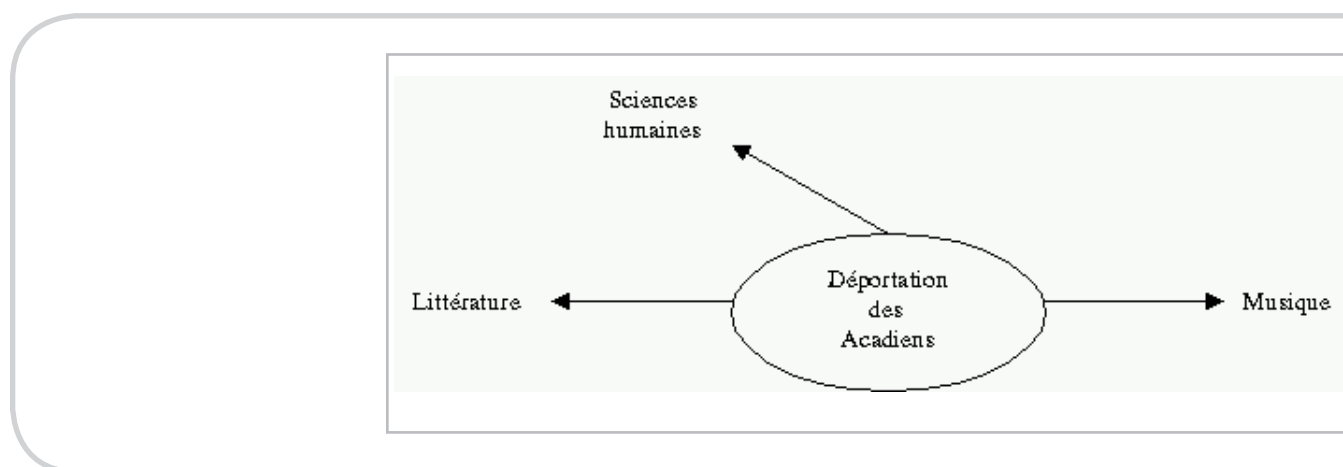 Sciences
humaines
Littérature
Déportation
des
Acadiens
Musique